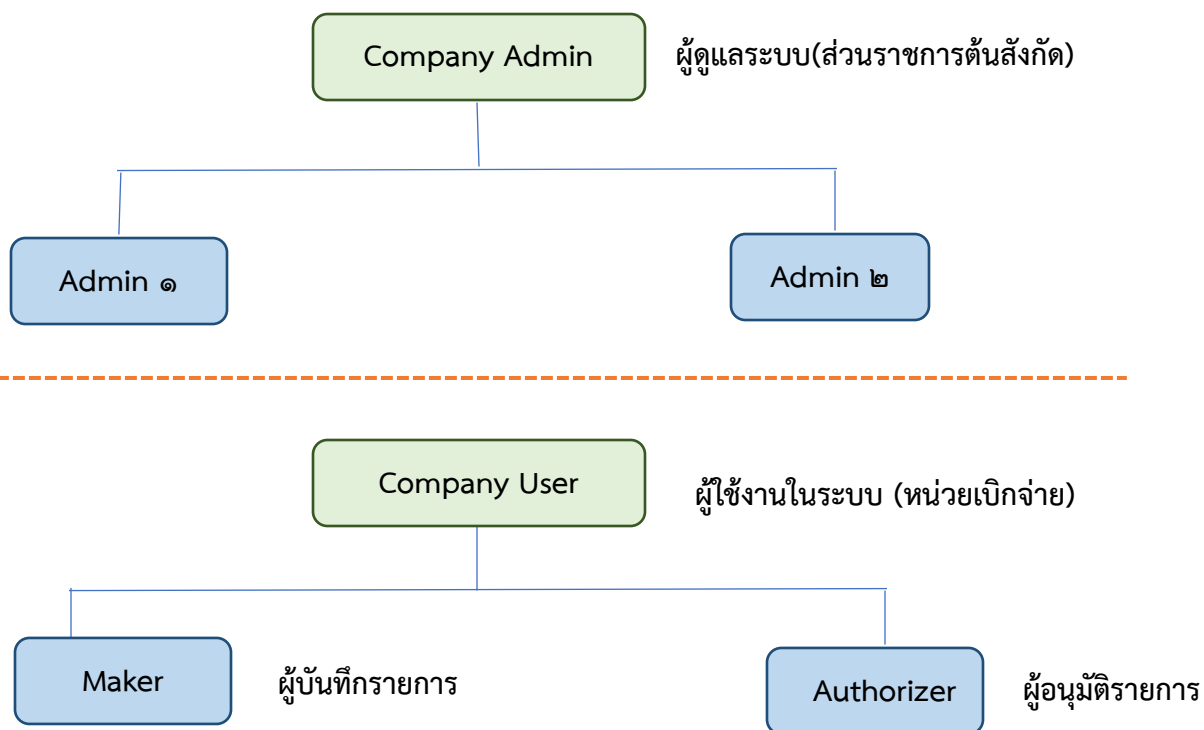 Company Admin
ผู้ดูแลระบบ(ส่วนราชการต้นสังกัด)
Admin ๑
Admin ๒
Company User
ผู้ใช้งานในระบบ (หน่วยเบิกจ่าย)
Maker
ผู้บันทึกรายการ
Authorizer
ผู้อนุมัติรายการ